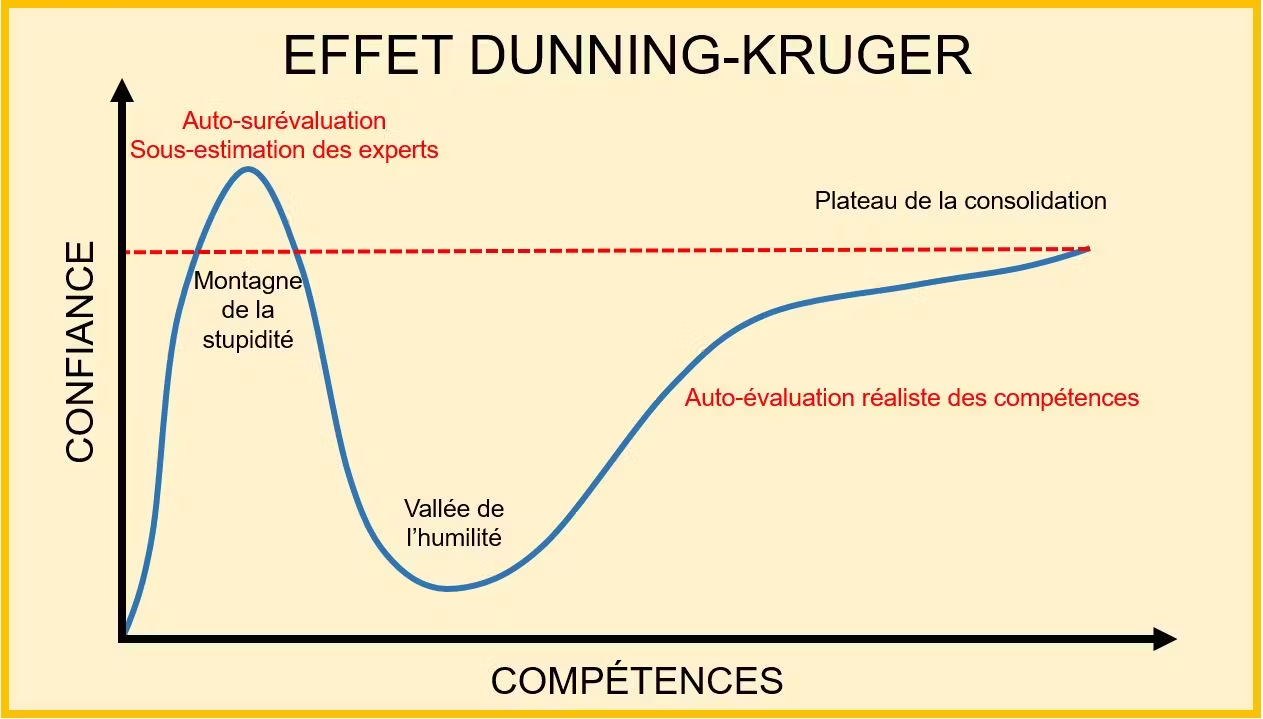 EFFET DUNNING-KRUGER
Auto-surévaluation
Sous-estimation des experts
Plateau de la consolidation
CONFIANCE
Montagne
de la
stupidité
Auto-évaluation réaliste des compétences
Vallée de
l’humilité
COMPÉTENCES